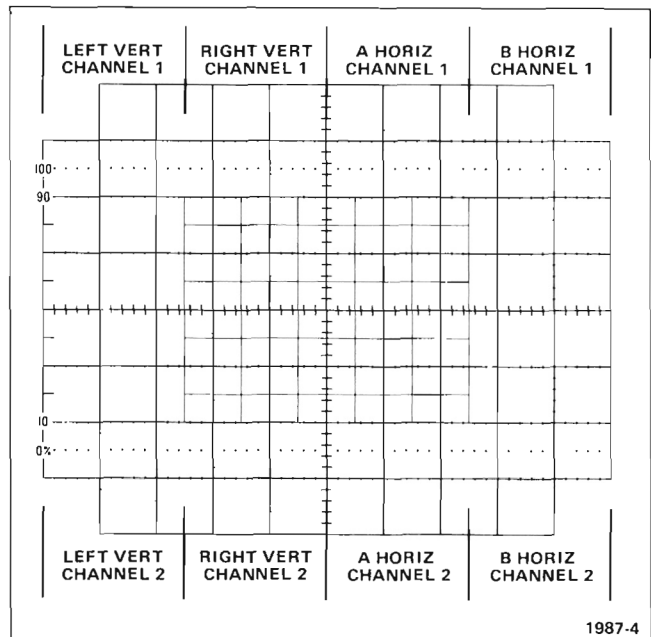 LEFT VERT RIGHT VERT A HORIZ B HORIZ
CHANNEL 1 CHANNEL 1 CHANNEL 1 CHANNEL 1
100
90
10
0%
LEFT VERT RIGHT VERT A HORIZ B HORIZ
CHANNEL 2 CHANNEL 2 CHANNEL 2 CHANNEL 2
1987-4